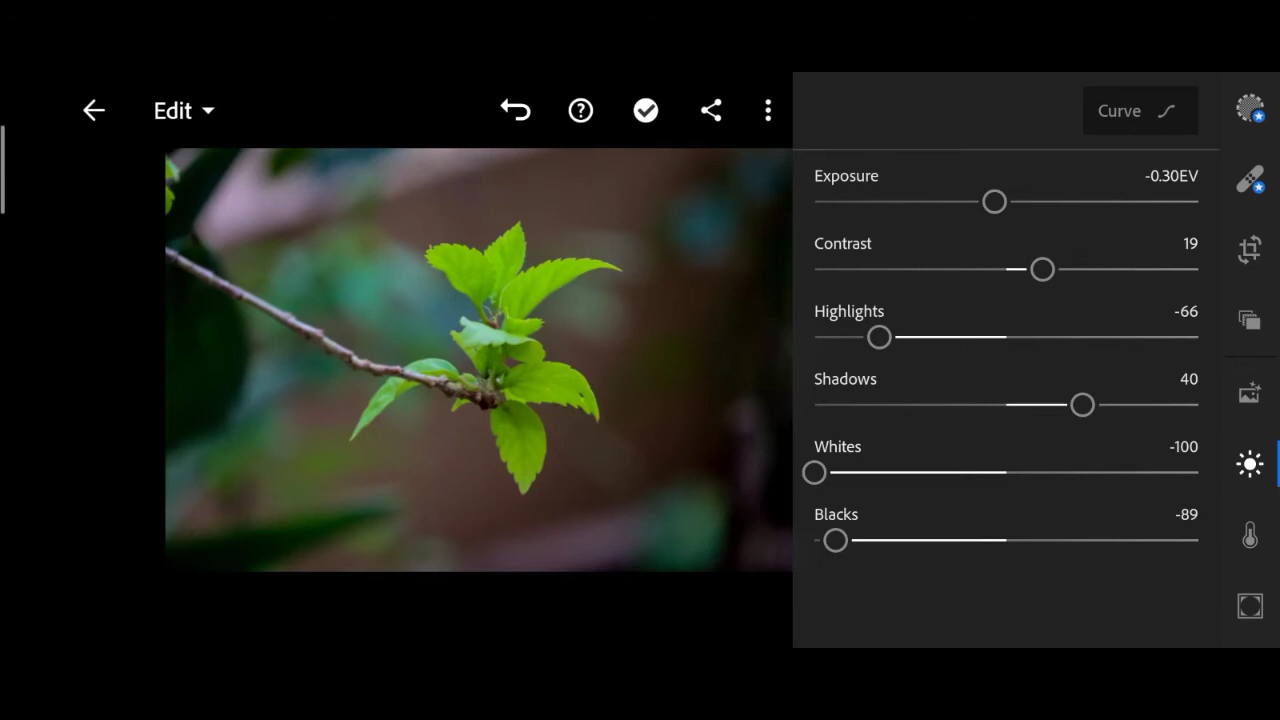 Edit
Curve
Exposure -0.30EV
Contrast 19
Highlights -66
Shadows 40
Whites -100
Blacks -89